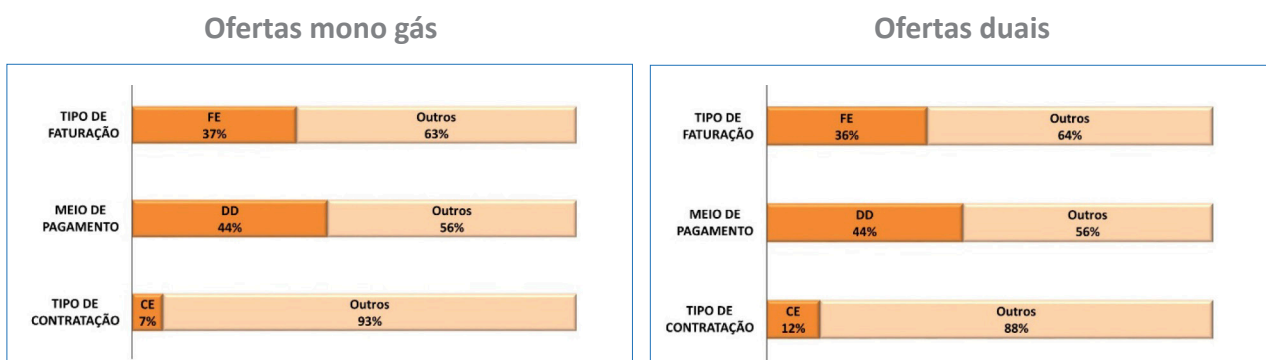 Ofertas mono gás
TIPO DE
FATURAÇÃO
FE
37%
Outros
63%
MEIO DE
PAGAMENTO
DD
44%
Outros
56%
TIPO DE
CONTRATAÇÃO
CE
7%
Outros
93%
Ofertas duais
TIPO DE
FATURAÇÃO
FE
36%
Outros
64%
MEIO DE
PAGAMENTO
DD
44%
Outros
56%
TIPO DE
CONTRATAÇÃO
CE
12%
Outros
88%